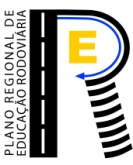 PLANO REGIONAL DE
EDUCAÇÃO RODOVIÁRIA
E